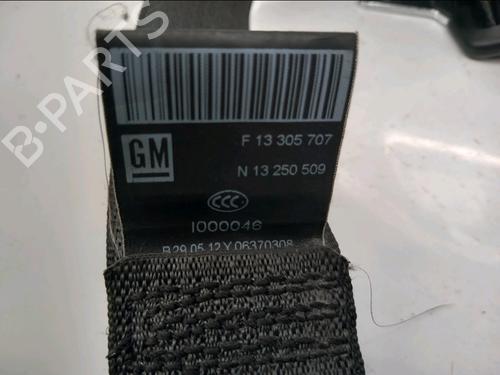 B-PARTS
F 13 305 707
GM
N 13 250 509
CCC
I000046
B 29.05.12 Y 06370308